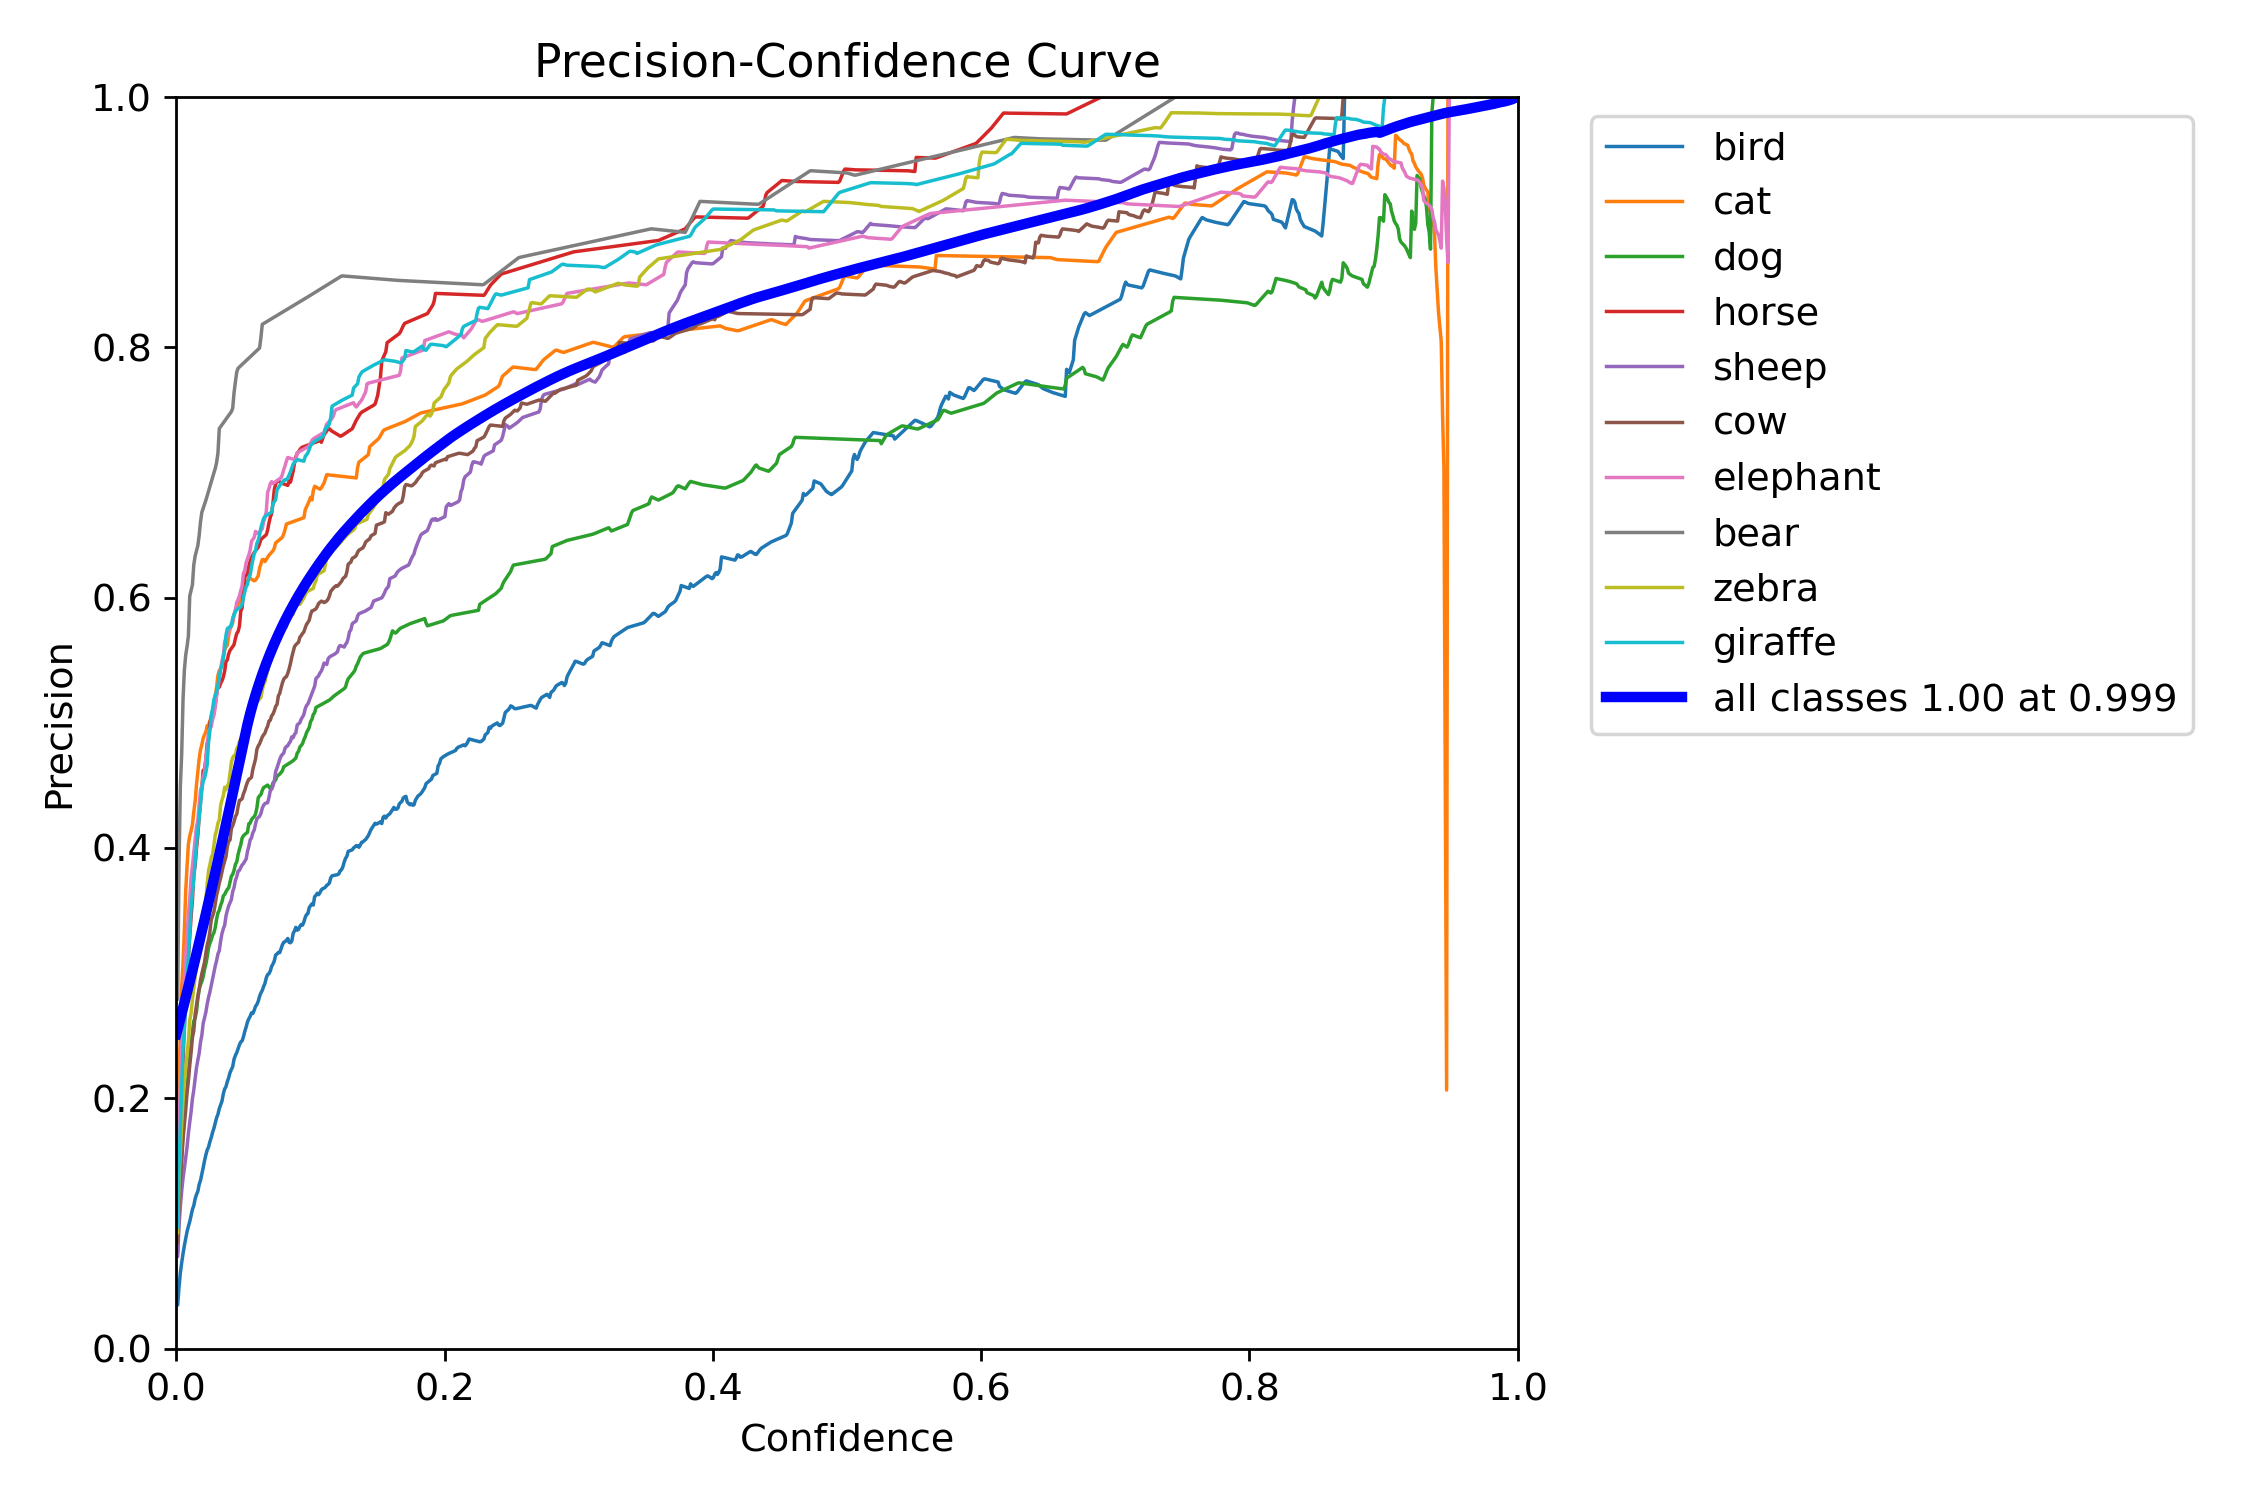 Precision-Confidence Curve
1.0
0.8
0.6
0.4
0.2
0.0
Precision
0.0 0.2 0.4 0.6 0.8 1.0
Confidence
bird
cat
dog
horse
sheep
cow
elephant
bear
zebra
giraffe
all classes 1.00 at 0.999